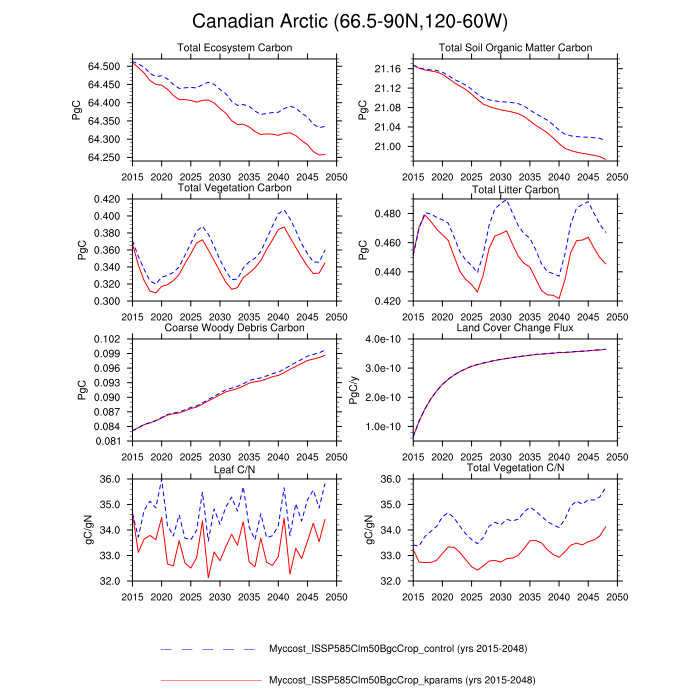 Canadian Arctic (66.5-90N,120-60W)
Total Ecosystem Carbon
PgC
64.500
64.450
64.400
64.350
64.300
64.250
2015 2020 2025 2030 2035 2040 2045 2050
Total Soil Organic Matter Carbon
PgC
21.16
21.12
21.08
21.04
21.00
2015 2020 2025 2030 2035 2040 2045 2050
Total Vegetation Carbon
PgC
0.420
0.400
0.380
0.360
0.340
0.320
0.300
2015 2020 2025 2030 2035 2040 2045 2050
Total Litter Carbon
PgC
0.480
0.460
0.440
0.420
2015 2020 2025 2030 2035 2040 2045 2050
Coarse Woody Debris Carbon
PgC
0.102
0.099
0.096
0.093
0.090
0.087
0.084
0.081
2015 2020 2025 2030 2035 2040 2045 2050
Land Cover Change Flux
PgC/y
4.0e-10
3.0e-10
2.0e-10
1.0e-10
2015 2020 2025 2030 2035 2040 2045 2050
Leaf C/N
gC/gN
36.0
35.0
34.0
33.0
32.0
2015 2020 2025 2030 2035 2040 2045 2050
Total Vegetation C/N
gC/gN
36.0
35.0
34.0
33.0
32.0
2015 2020 2025 2030 2035 2040 2045 2050
Myccost_ISSP585Clm50BgcCrop_control (yrs 2015-2048)
Myccost_ISSP585Clm50BgcCrop_kparams (yrs 2015-2048)